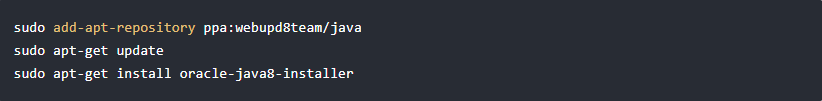 sudo add-apt-repository ppa:webupd8team/java
sudo apt-get update
sudo apt-get install oracle-java8-installer